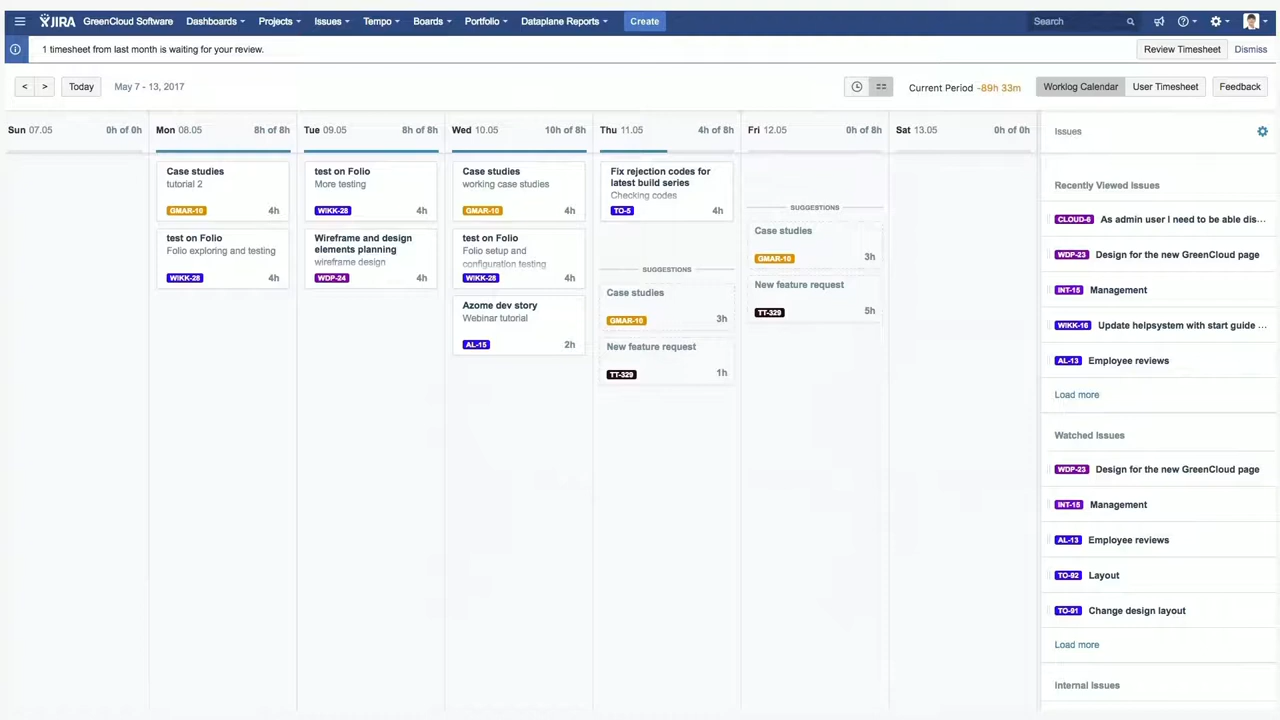 JIRA GreenCloud Software Dashboards Projects Issues Tempo Boards Portfolio Dataplane Reports Create Search
1 timesheet from last month is waiting for your review. Review Timesheet Dismiss
< > Today May 7 - 13, 2017 Current Period -89h 33m Worklog Calendar User Timesheet Feedback
Sun 07.05 0h of 0h
Mon 08.05 8h of 8h
Case studies
tutorial 2
GMAR-10 4h
test on Folio
Folio exploring and testing
WIKK-28 4h
Tue 09.05 8h of 8h
test on Folio
More testing
WIKK-28 4h
Wireframe and design
elements planning
wireframe design
WDP-24 4h
Wed 10.05 10h of 8h
Case studies
working case studies
GMAR-10 4h
test on Folio
Folio setup and
configuration testing
WIKK-28 4h
Azome dev story
Webinar tutorial
AL-15 2h
Thu 11.05 4h of 8h
Fix rejection codes for
latest build series
Checking codes
TO-5 4h
SUGGESTIONS
Case studies
GMAR-10 3h
New feature request
TT-329 1h
Fri 12.05 0h of 8h
SUGGESTIONS
Case studies
GMAR-10 3h
New feature request
TT-329 5h
Sat 13.05 0h of 0h
Issues
Recently Viewed Issues
CLOUD-6 As admin user I need to be able dis...
WDP-23 Design for the new GreenCloud page
INT-15 Management
WIKK-16 Update helpsystem with start guide ...
AL-13 Employee reviews
Load more
Watched Issues
WDP-23 Design for the new GreenCloud page
INT-15 Management
AL-13 Employee reviews
TO-92 Layout
TO-91 Change design layout
Load more
Internal Issues